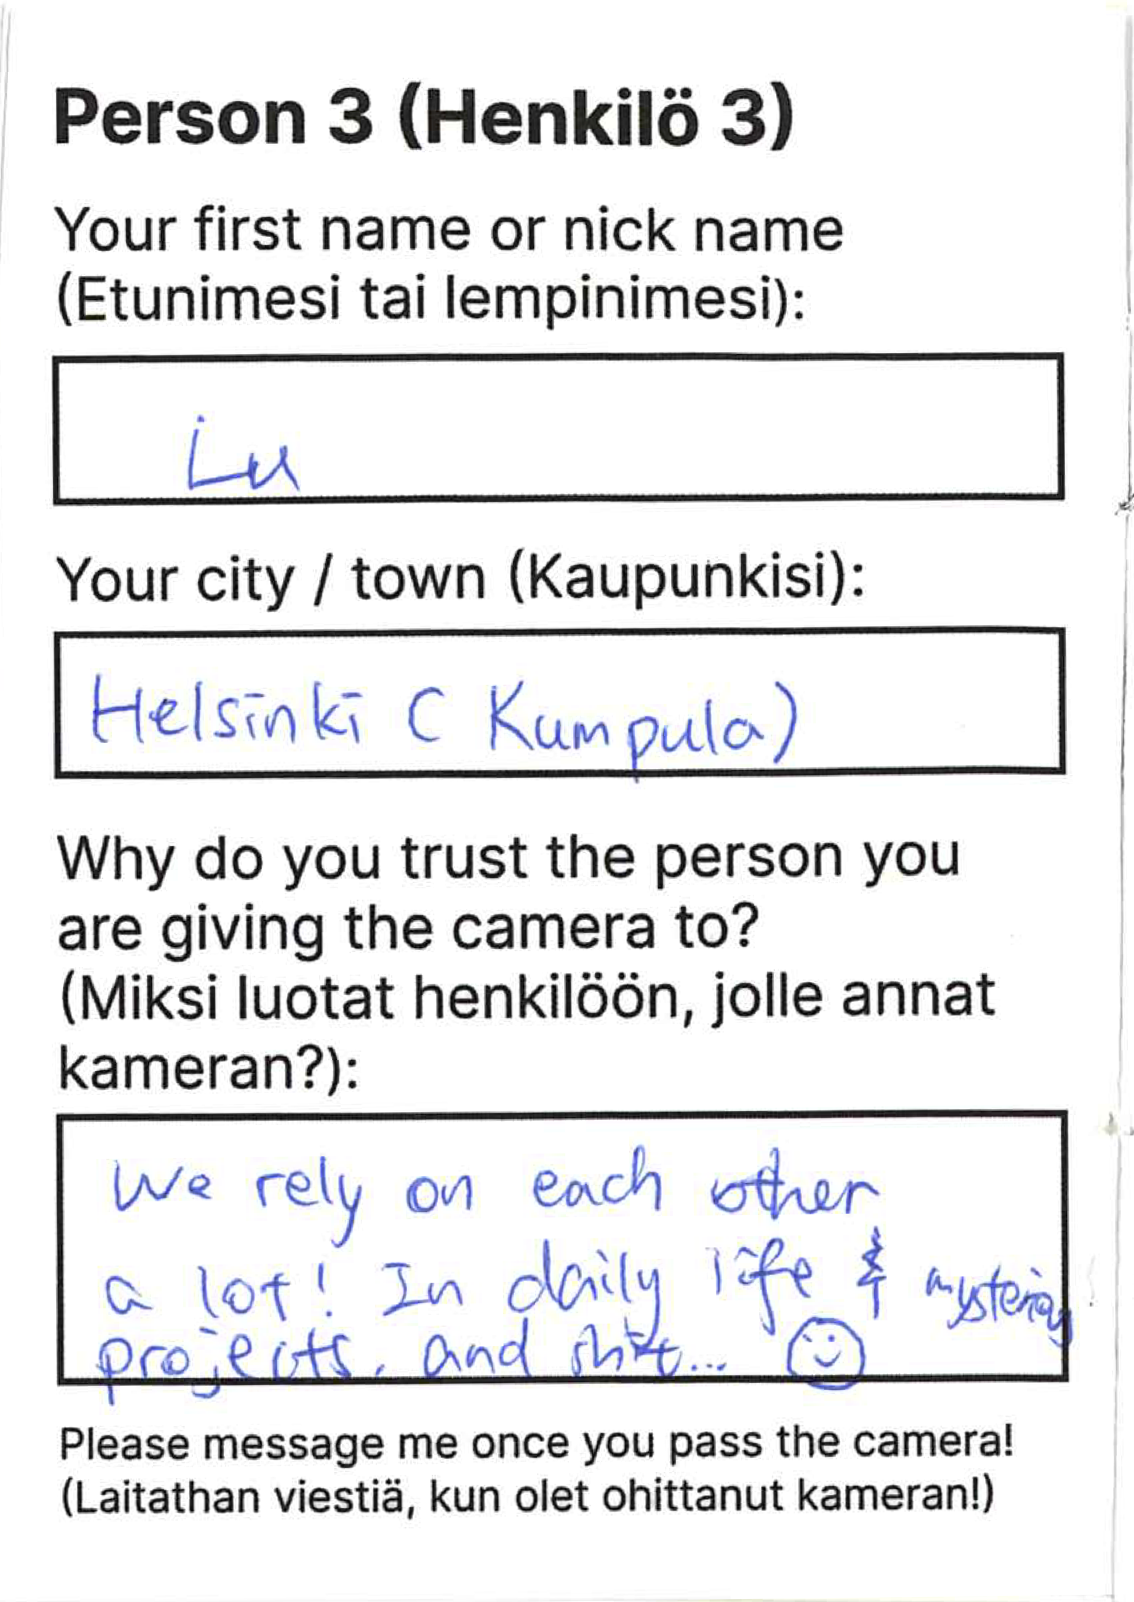 Person 3 (Henkilö 3)
Your first name or nick name
(Etunimesi tai lempinimesi):
Lu
Your city / town (Kaupunkisi):
Helsinki (Kumpula)
Why do you trust the person you
are giving the camera to?
(Miksi luotat henkilöön, jolle annat
kameran?):
We rely on each other
a lot! In daily life &
projects, and shit... 
Please message me once you pass the camera!
(Laitathan viestiä, kun olet ohittanut kameran!)